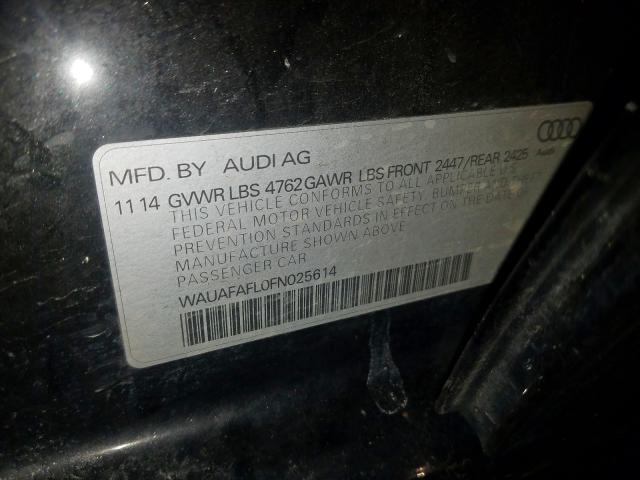 MFD. BY AUDI AG
11 14 GVWR LBS 4762 GAWR LBS FRONT 2447/REAR 2425
THIS VEHICLE CONFORMS TO ALL APPLICABLE U.S.
FEDERAL MOTOR VEHICLE SAFETY, BUMPER AND THEFT
PREVENTION STANDARDS IN EFFECT ON THE DATE OF
MANUFACTURE SHOWN ABOVE
PASSENGER CAR
WAUAFAFL0FN025614
Audi